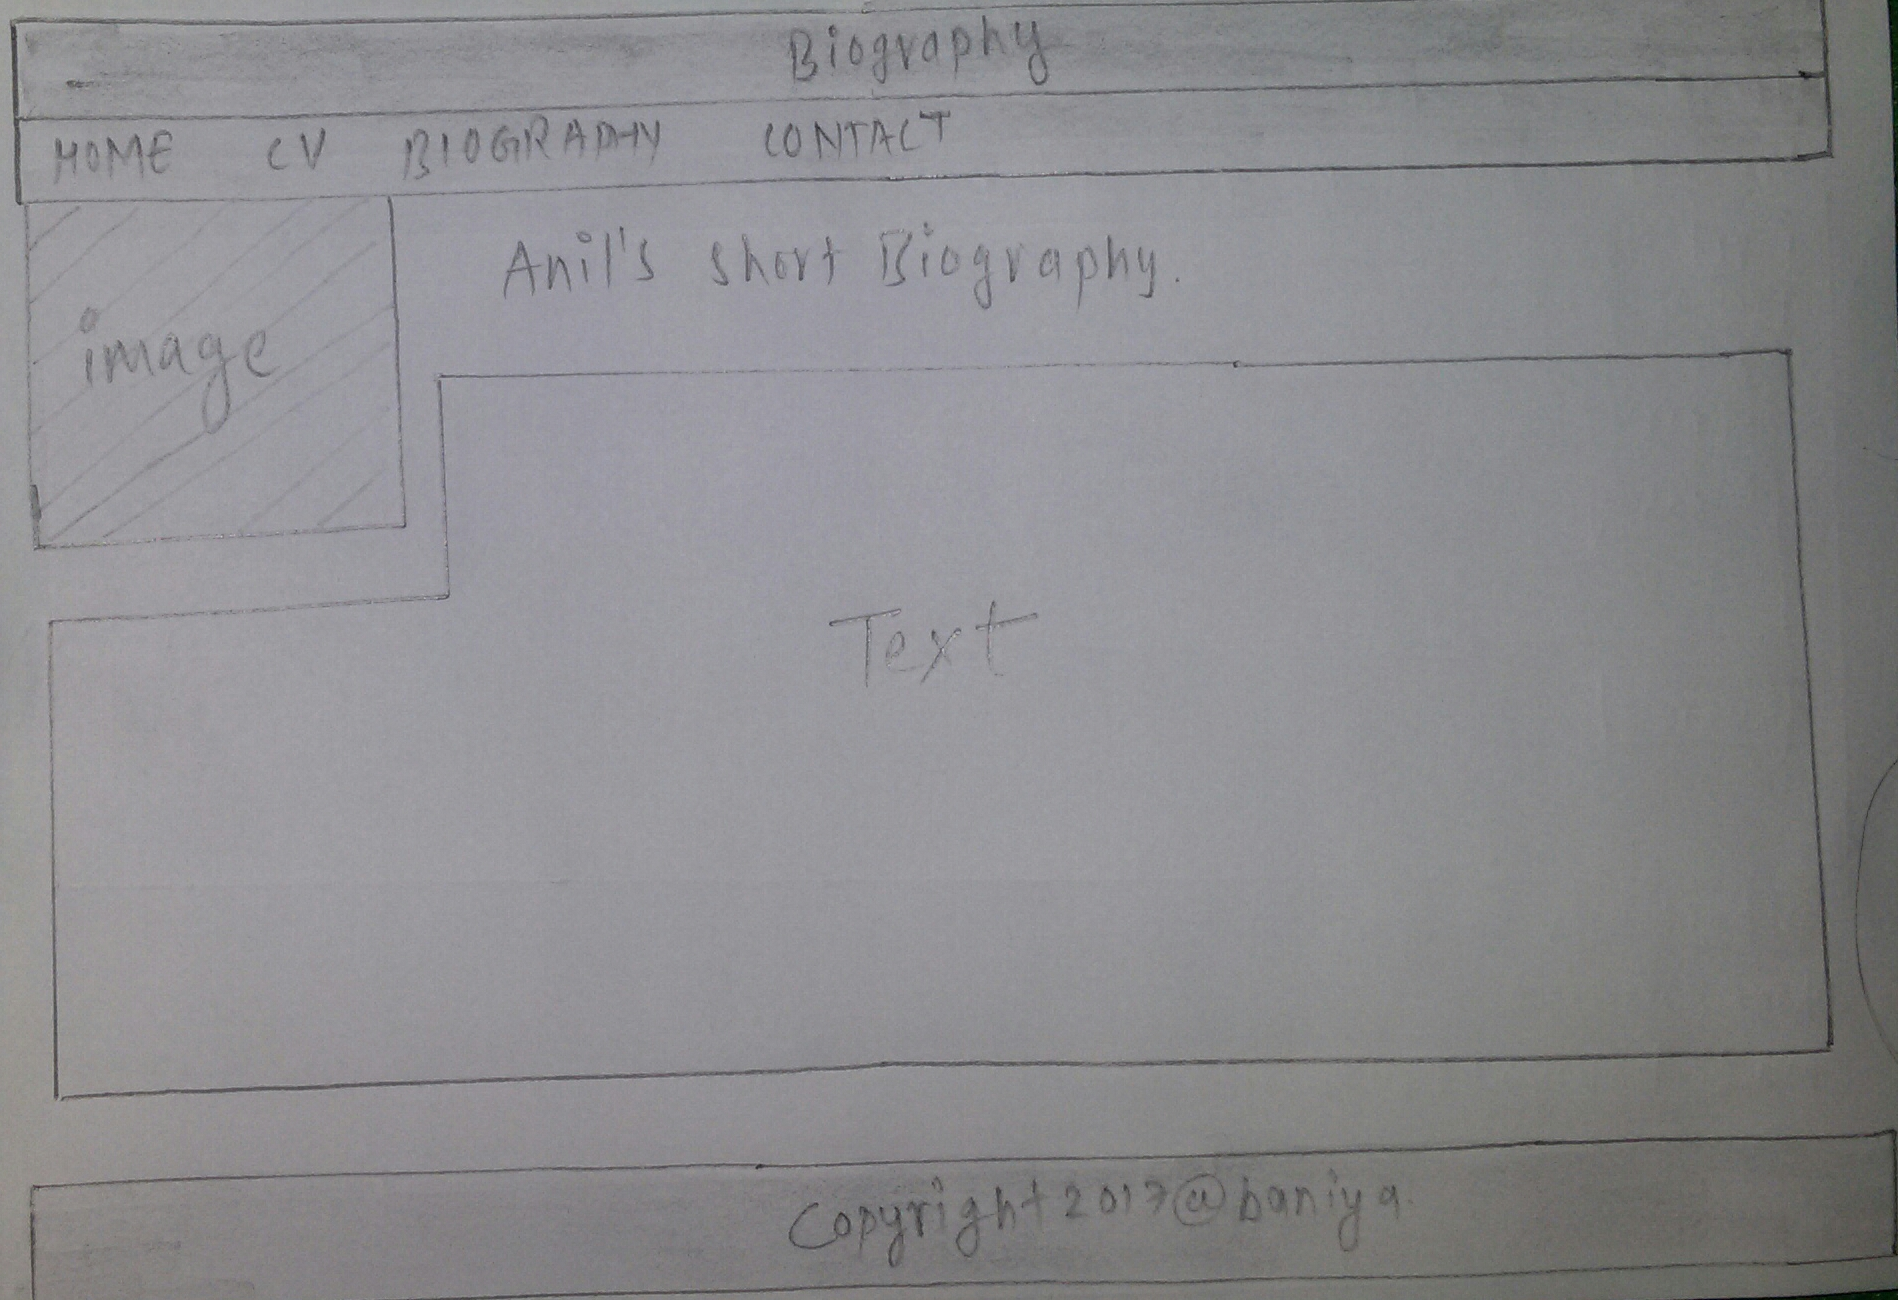 Biography
HOME CV BIOGRAPHY CONTACT
Anil's short Biography.
image
Text
Copyright 2017@baniya.